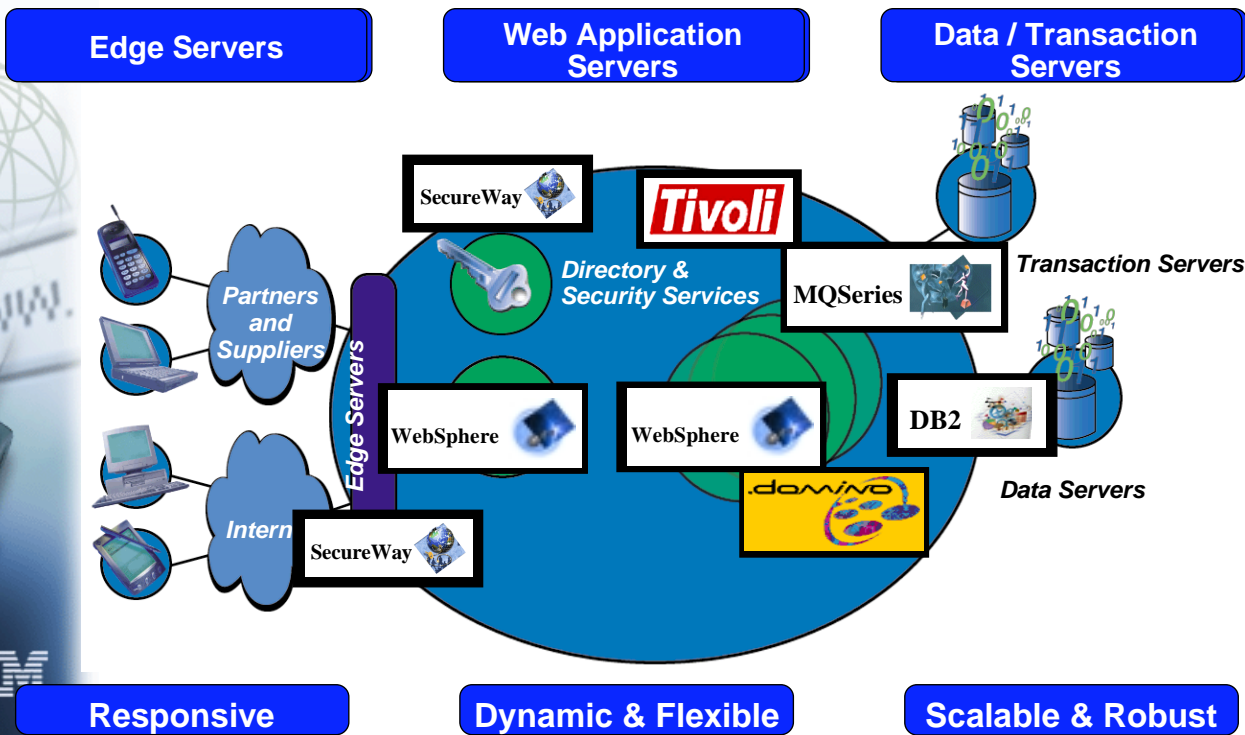 Edge Servers
Web Application
Servers
Data / Transaction
Servers
SecureWay
Tivoli
Directory &
Security Services
MQSeries
Transaction Servers
Partners
and
Suppliers
Edge Servers
WebSphere
WebSphere
DB2
.domino
Data Servers
Intern
SecureWay
Responsive
Dynamic & Flexible
Scalable & Robust